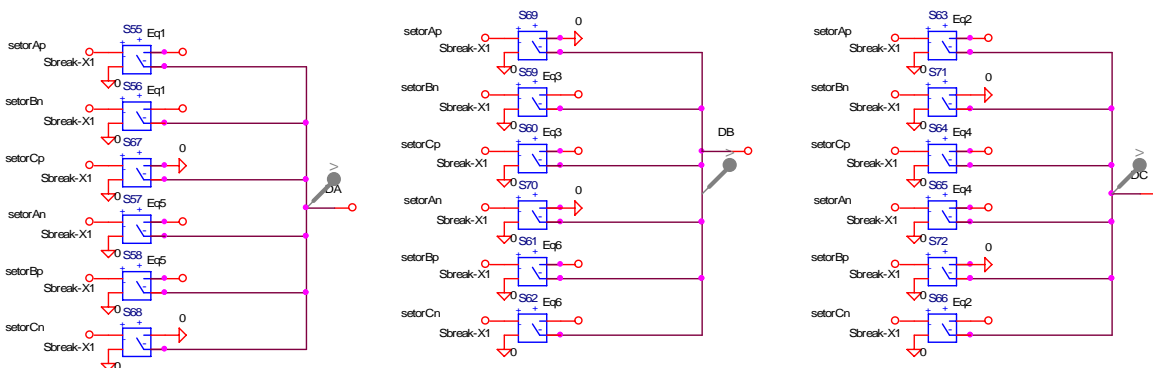 S55 Eq1
setorAp
Sbreak-X1
0
S56 Eq1
setorBn
Sbreak-X1
0
S67 0
setorCp
Sbreak-X1
0
S57 Eq5
setorAn
Sbreak-X1
0
S58 Eq5
setorBp
Sbreak-X1
0
S68 0
setorCn
Sbreak-X1
0
V
DA
S69 0
setorAp
Sbreak-X1
0
S59 Eq3
setorBn
Sbreak-X1
0
S60 Eq3
setorCp
Sbreak-X1
0
S70 0
setorAn
Sbreak-X1
0
S61 Eq6
setorBp
Sbreak-X1
0
S62 Eq6
setorCn
Sbreak-X1
0
DB
V
S63 Eq2
setorAp
Sbreak-X1
0
S71 0
setorBn
Sbreak-X1
0
S64 Eq4
setorCp
Sbreak-X1
0
S65 Eq4
setorAn
Sbreak-X1
0
S72 0
setorBp
Sbreak-X1
0
S66 Eq2
setorCn
Sbreak-X1
0
V
DC